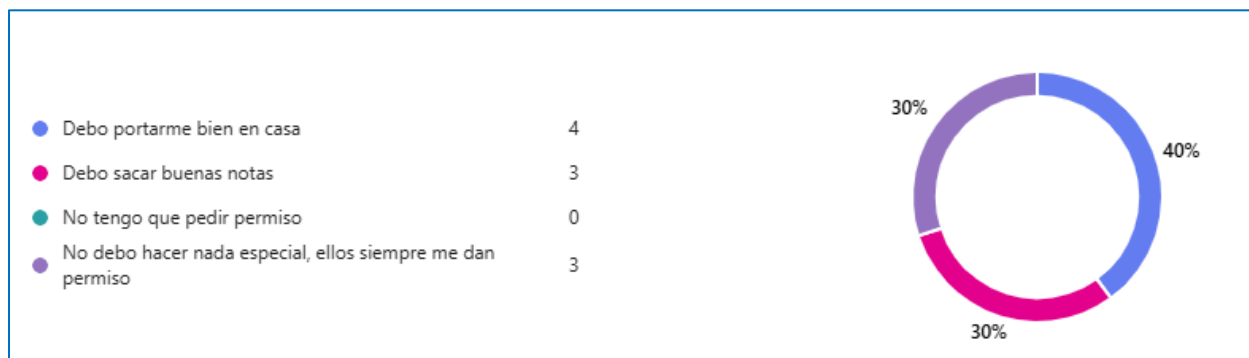 Debo portarme bien en casa 4
Debo sacar buenas notas 3
No tengo que pedir permiso 0
No debo hacer nada especial, ellos siempre me dan
permiso 3
30%
40%
30%